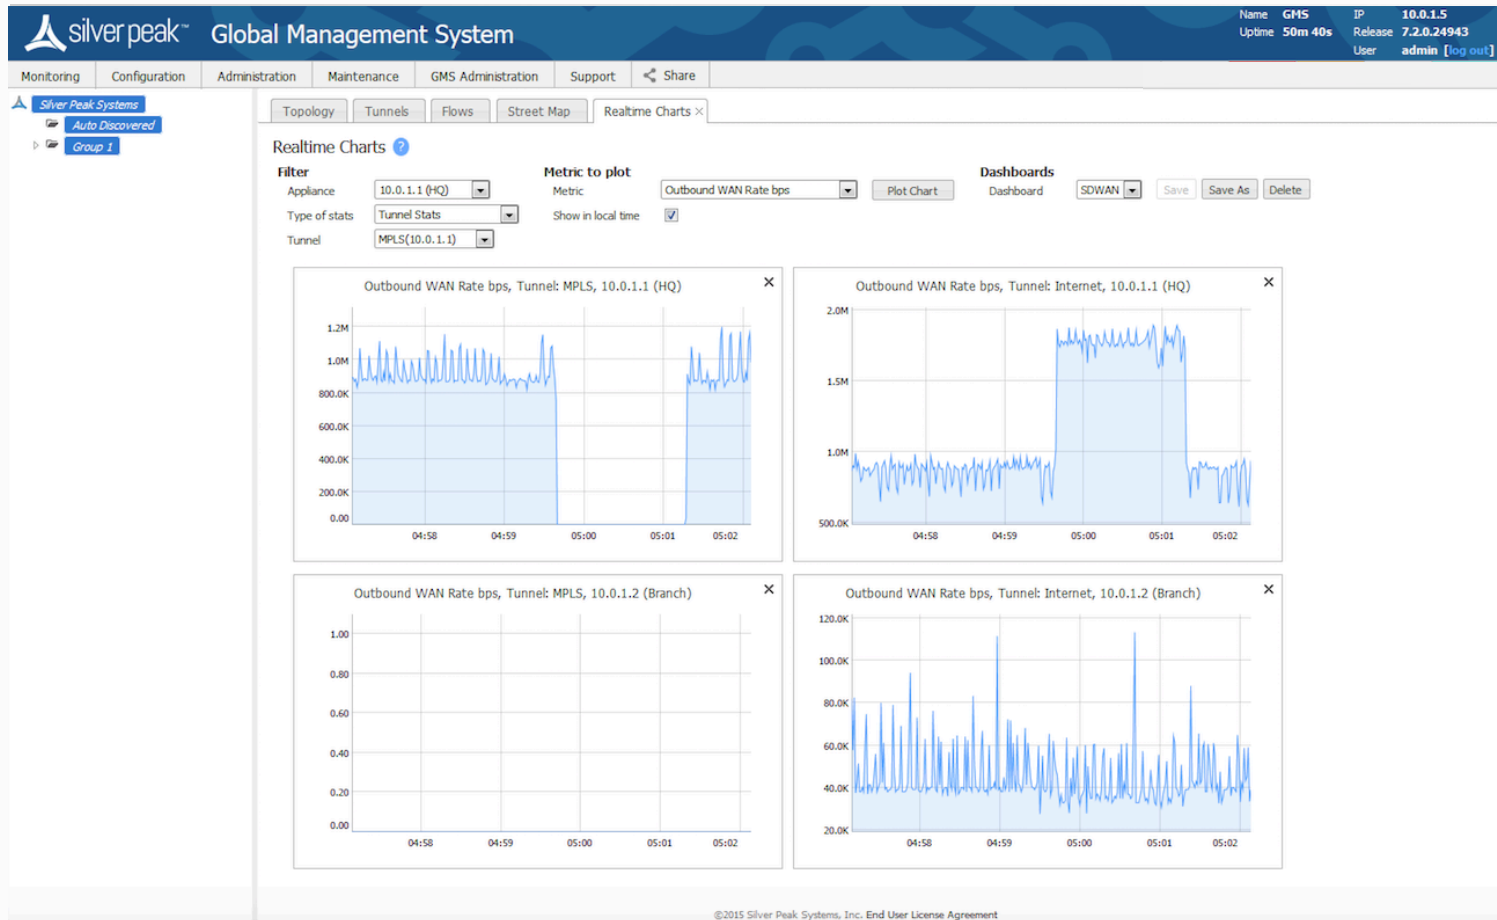 silver peak™ Global Management System
Name GMS IP 10.0.1.5
Uptime 50m 40s Release 7.2.0.24943
User admin [log out]
Monitoring Configuration Administration Maintenance GMS Administration Support Share
Silver Peak Systems
Auto Discovered
Group 1
Topology Tunnels Flows Street Map Realtime Charts ×
Realtime Charts ?
Filter Metric to plot Dashboards
Appliance 10.0.1.1 (HQ) Metric Outbound WAN Rate bps Plot Chart Dashboard SDWAN Save Save As Delete
Type of stats Tunnel Stats Show in local time
Tunnel MPLS(10.0.1.1)
Outbound WAN Rate bps, Tunnel: MPLS, 10.0.1.1 (HQ)
1.2M
1.0M
800.0K
600.0K
400.0K
200.0K
0.00
04:58 04:59 05:00 05:01 05:02
Outbound WAN Rate bps, Tunnel: Internet, 10.0.1.1 (HQ)
2.0M
1.5M
1.0M
500.0K
04:58 04:59 05:00 05:01 05:02
Outbound WAN Rate bps, Tunnel: MPLS, 10.0.1.2 (Branch)
1.00
0.80
0.60
0.40
0.20
0.00
04:58 04:59 05:00 05:01 05:02
Outbound WAN Rate bps, Tunnel: Internet, 10.0.1.2 (Branch)
120.0K
100.0K
80.0K
60.0K
40.0K
20.0K
04:58 04:59 05:00 05:01 05:02
©2015 Silver Peak Systems, Inc. End User License Agreement